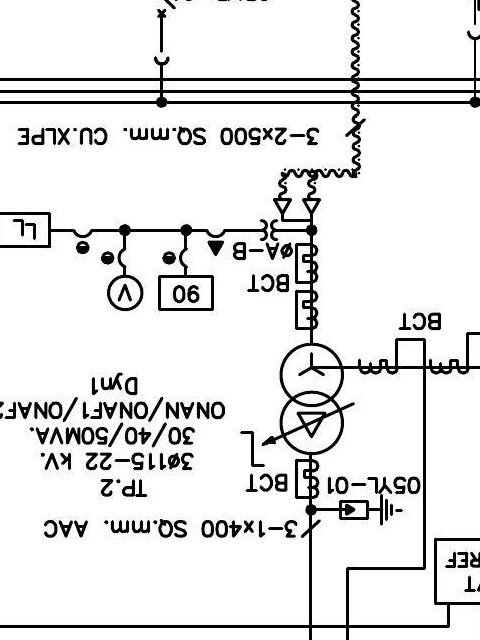 VT
REF
3-1x400 SQ.mm. AAC
05YL-01
BCT
TP.2
3ø115-22 kV.
30/40/50MVA.
ONAN/ONAF1/ONAF2
Dyn1
BCT
90
V
BCT
øA-B
LL
3-2x500 SQ.mm. CU.XLPE